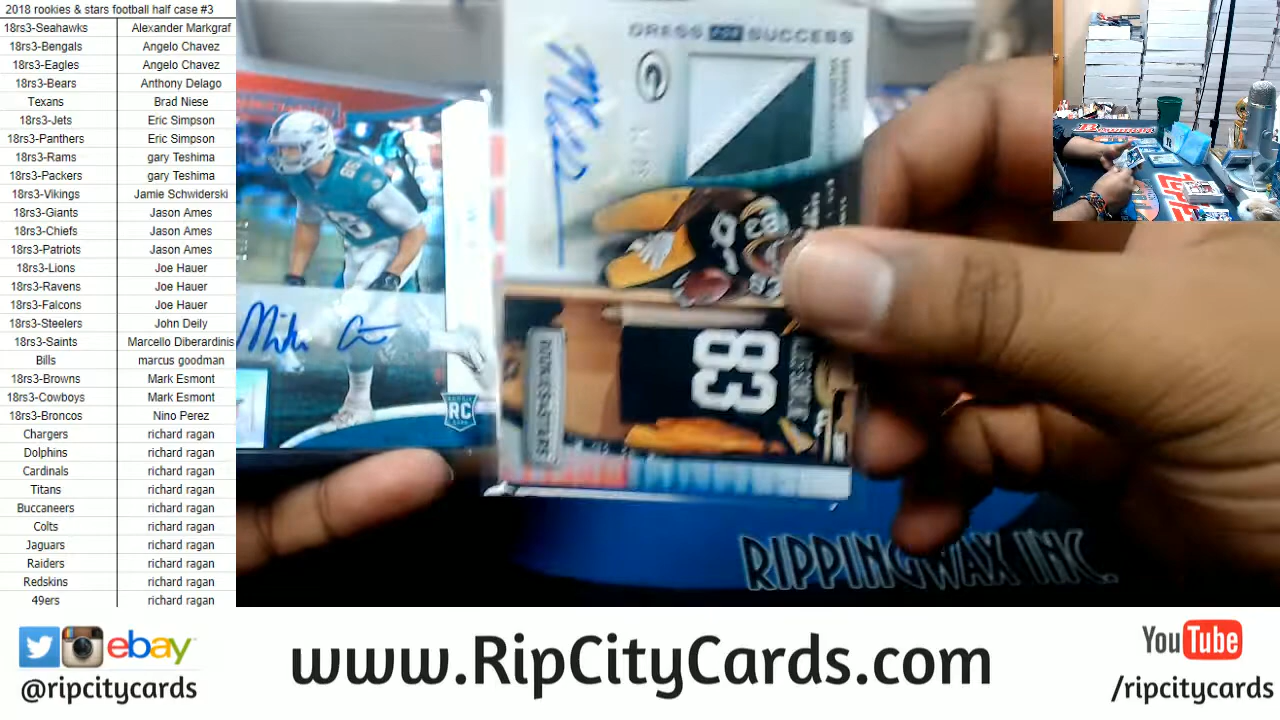 2018 rookies & stars football half case #3
18rs3-Seahawks Alexander Markgraf
18rs3-Bengals Angelo Chavez
18rs3-Eagles Angelo Chavez
18rs3-Bears Anthony Delago
Texans Brad Niese
18rs3-Jets Eric Simpson
18rs3-Panthers Eric Simpson
18rs3-Rams gary Teshima
18rs3-Packers gary Teshima
18rs3-Vikings Jamie Schwiderski
18rs3-Giants Jason Ames
18rs3-Chiefs Jason Ames
18rs3-Patriots Jason Ames
18rs3-Lions Joe Hauer
18rs3-Ravens Joe Hauer
18rs3-Falcons Joe Hauer
18rs3-Steelers John Deily
18rs3-Saints Marcello Diberardinis
Bills marcus goodman
18rs3-Browns Mark Esmont
18rs3-Cowboys Mark Esmont
18rs3-Broncos Nino Perez
Chargers richard ragan
Dolphins richard ragan
Cardinals richard ragan
Titans richard ragan
Buccaneers richard ragan
Colts richard ragan
Jaguars richard ragan
Raiders richard ragan
Redskins richard ragan
49ers richard ragan
DRESS FOR SUCCESS
G
83
RC
RIPPINGWAX INC.
ebay
@ripcitycards
www.RipCityCards.com
YouTube
/ripcitycards